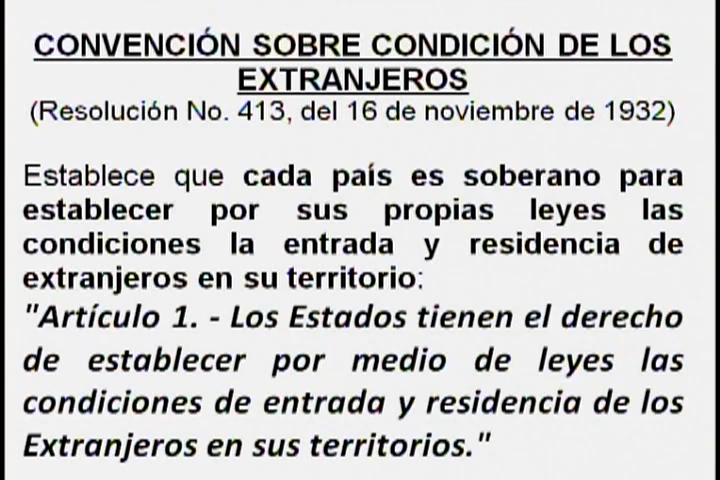 CONVENCIÓN SOBRE CONDICIÓN DE LOS
EXTRANJEROS
(Resolución No. 413, del 16 de noviembre de 1932)
Establece que cada país es soberano para
establecer por sus propias leyes las
condiciones la entrada y residencia de
extranjeros en su territorio:
"Artículo 1. - Los Estados tienen el derecho
de establecer por medio de leyes las
condiciones de entrada y residencia de los
Extranjeros en sus territorios."